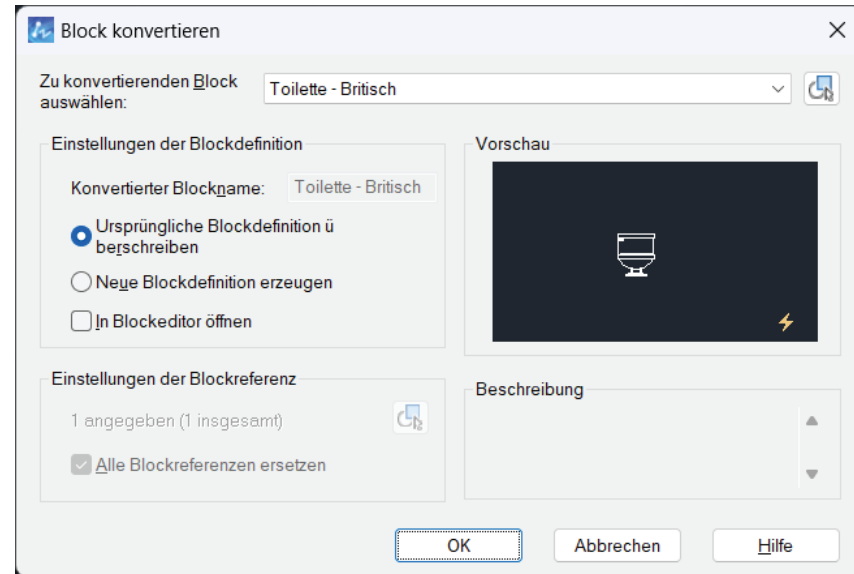 Block konvertieren
Zu konvertierenden Block
auswählen:
Toilette - Britisch
Einstellungen der Blockdefinition
Konvertierter Blockname:
Toilette - Britisch
Ursprüngliche Blockdefinition ü
berschreiben
Neue Blockdefinition erzeugen
In Blockeditor öffnen
Vorschau
Einstellungen der Blockreferenz
1 angegeben (1 insgesamt)
Alle Blockreferenzen ersetzen
Beschreibung
OK
Abbrechen
Hilfe